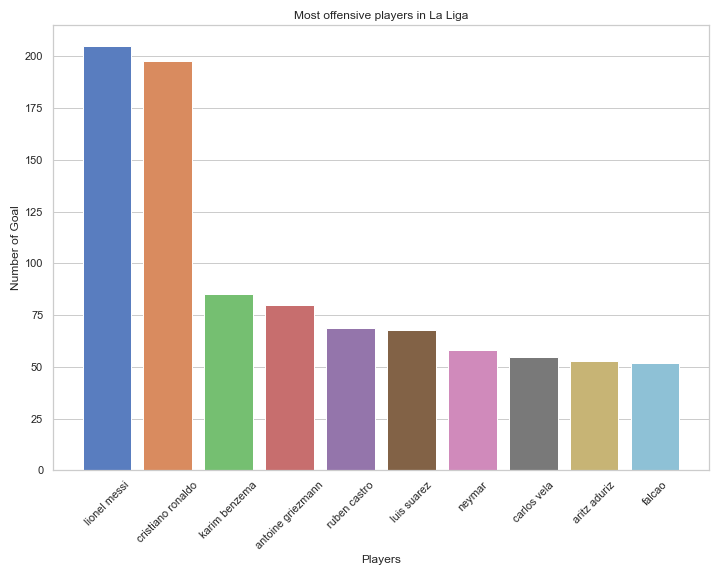 Most offensive players in La Liga
Number of Goal
200
175
150
125
100
75
50
25
0
lionel messi
cristiano ronaldo
karim benzema
antoine griezmann
ruben castro
luis suarez
neymar
carlos vela
aritz aduriz
falcao
Players